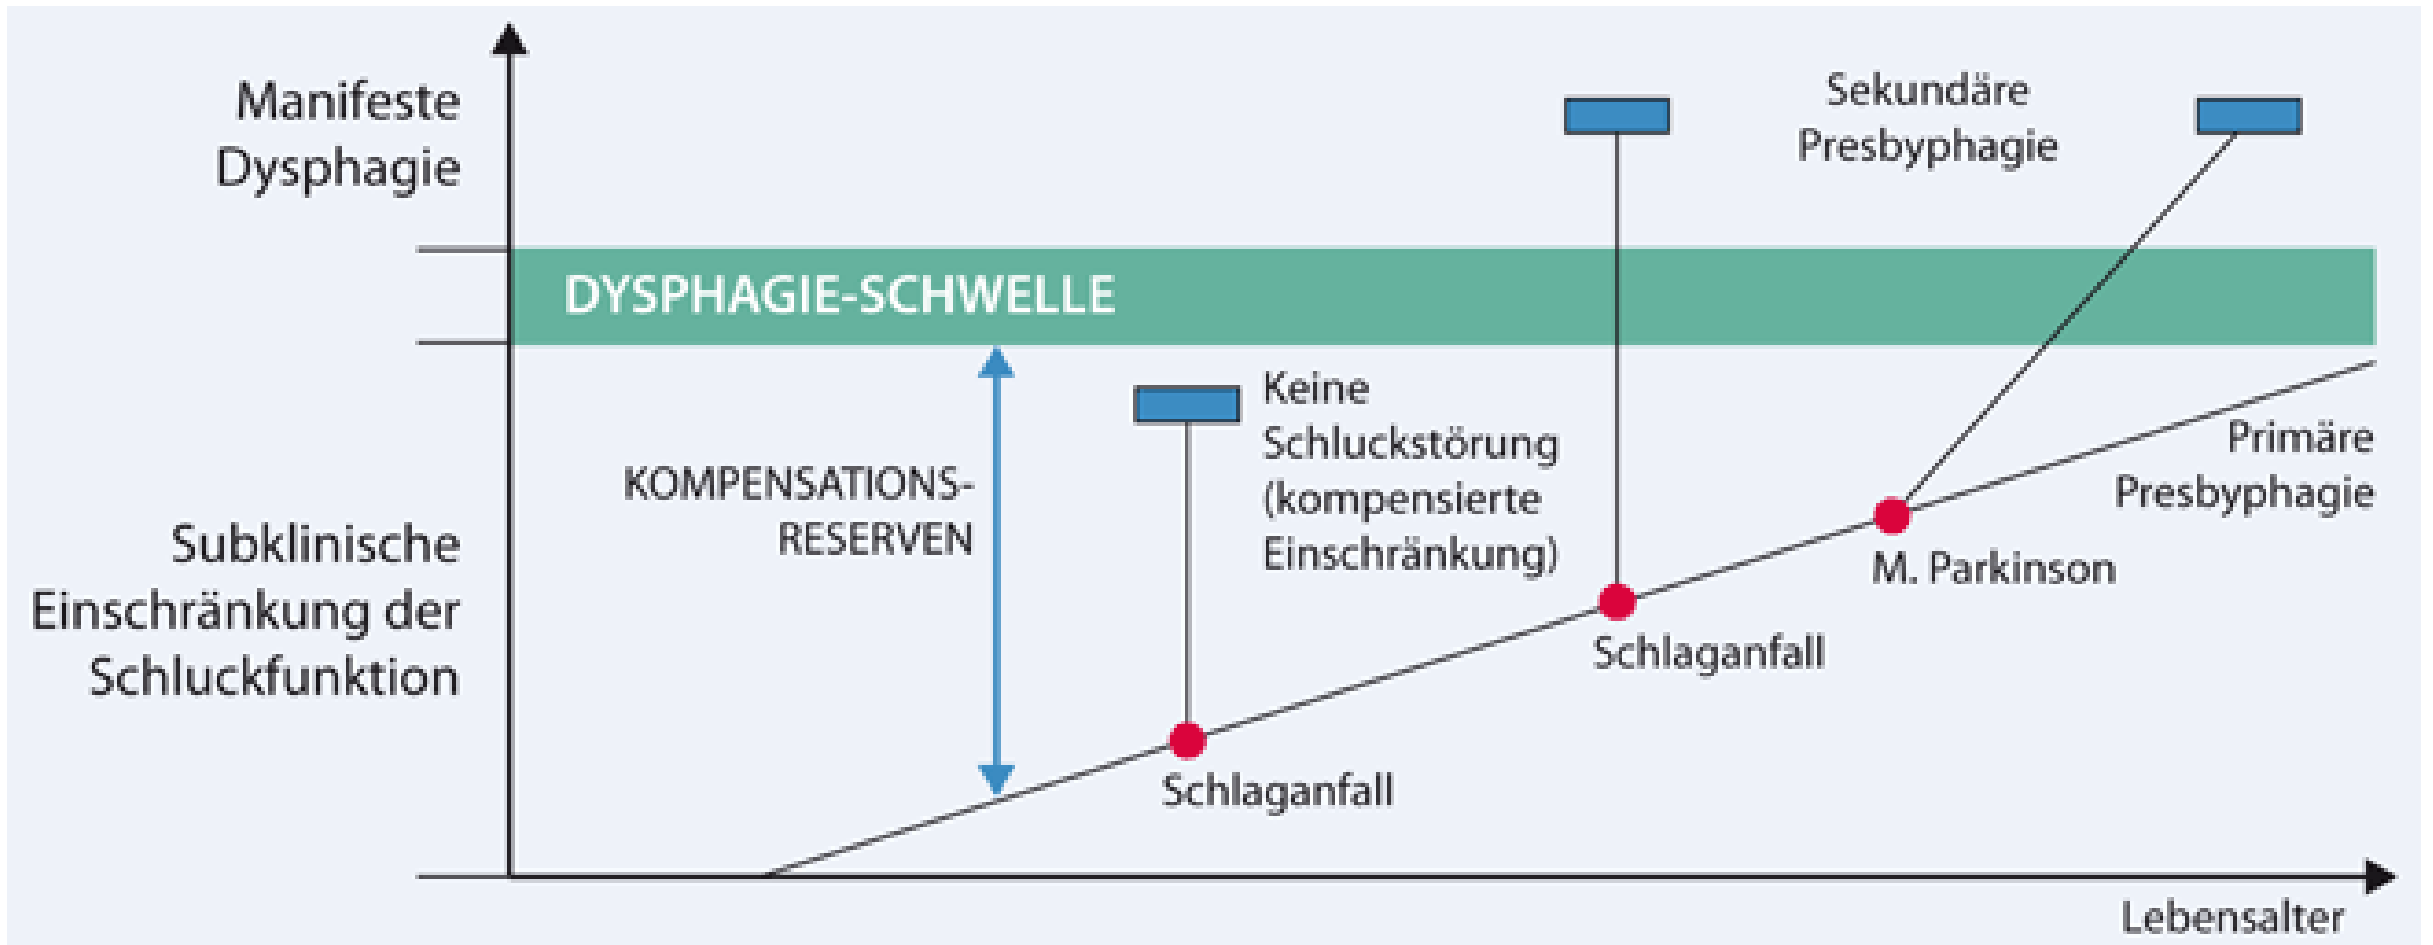 Manifeste
Dysphagie
Sekundäre
Presbyphagie
DYSPHAGIE-SCHWELLE
Keine
Schluckstörung
(kompensierte
Einschränkung)
KOMPENSATIONS-
RESERVEN
Primäre
Presbyphagie
Subklinische
Einschränkung der
Schluckfunktion
M. Parkinson
Schlaganfall
Schlaganfall
Lebensalter